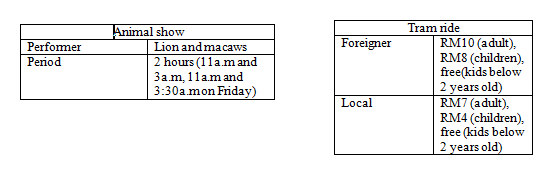 Animal show
Performer Lion and macaws
Period 2 hours (11a.m and
3a.m, 11a.m and
3:30a.m on Friday)
Tram ride
Foreigner RM10 (adult),
RM8 (children),
free(kids below
2 years old)
Local RM7 (adult),
RM4 (children),
free (kids below
2 years old)